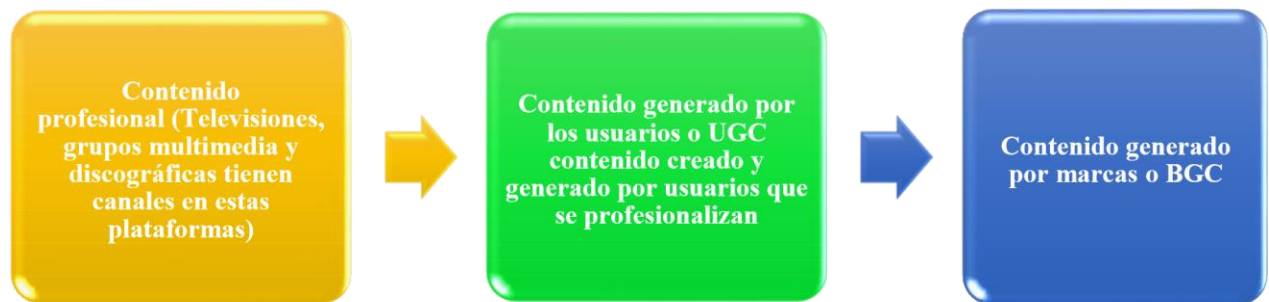 Contenido
profesional (Televisiones,
grupos multimedia y
discográficas tienen
canales en estas
plataformas)
Contenido generado por
los usuarios o UGC
contenido creado y
generado por usuarios que
se profesionalizan
Contenido generado
por marcas o BGC